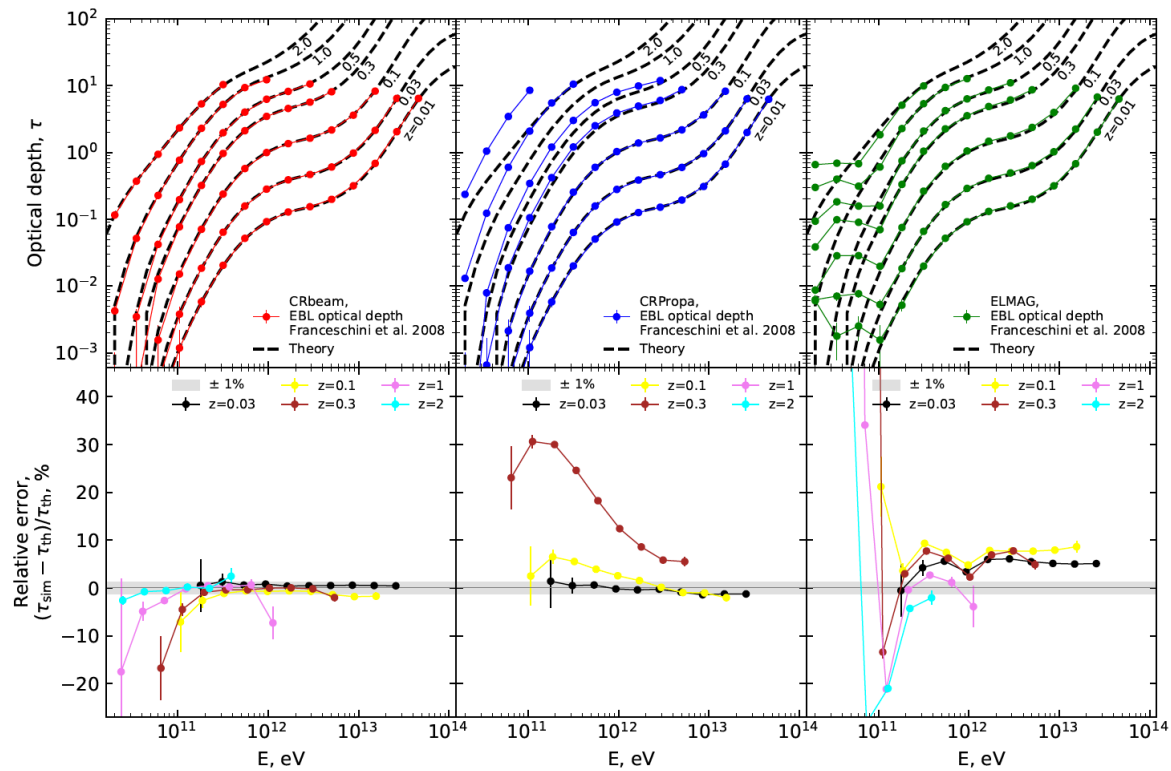 10²
10¹
10⁰
10⁻¹
10⁻²
10⁻³
Optical depth, τ
2.0
1.0
0.5
0.3
0.1
0.03
z=0.01
CRbeam,
EBL optical depth
Franceschini et al. 2008
Theory
2.0
1.0
0.5
0.3
0.1
0.03
z=0.01
CRPropa,
EBL optical depth
Franceschini et al. 2008
Theory
2.0
1.0
0.5
0.3
0.1
0.03
z=0.01
ELMAG,
EBL optical depth
Franceschini et al. 2008
Theory
40
30
20
10
0
−10
−20
Relative error,
(τsim − τth)/τth, %
± 1% z=0.1 z=1
z=0.03 z=0.3 z=2
± 1% z=0.1 z=1
z=0.03 z=0.3 z=2
± 1% z=0.1 z=1
z=0.03 z=0.3 z=2
10¹¹ 10¹² 10¹³ 10¹⁴ 10¹¹ 10¹² 10¹³ 10¹⁴ 10¹¹ 10¹² 10¹³ 10¹²
E, eV E, eV E, eV